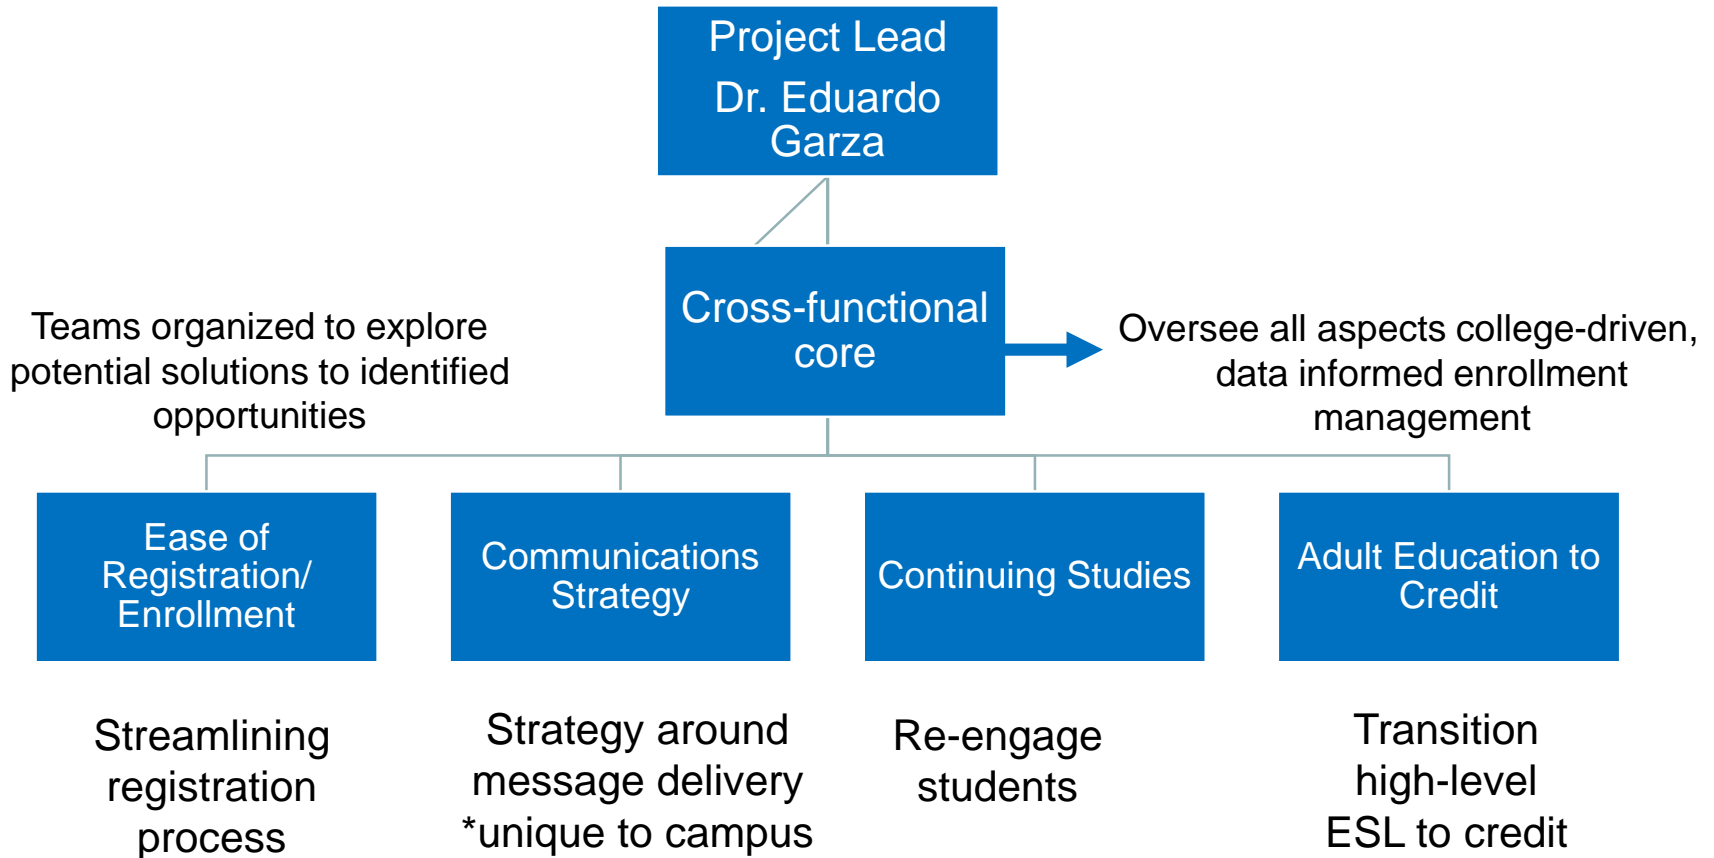 Project Lead
Dr. Eduardo
Garza
Cross-functional
core
Teams organized to explore
potential solutions to identified
opportunities
Oversee all aspects college-driven,
data informed enrollment
management
Ease of
Registration/
Enrollment
Communications
Strategy
Continuing Studies
Adult Education to
Credit
Streamlining
registration
process
Strategy around
message delivery
*unique to campus
Re-engage
students
Transition
high-level
ESL to credit